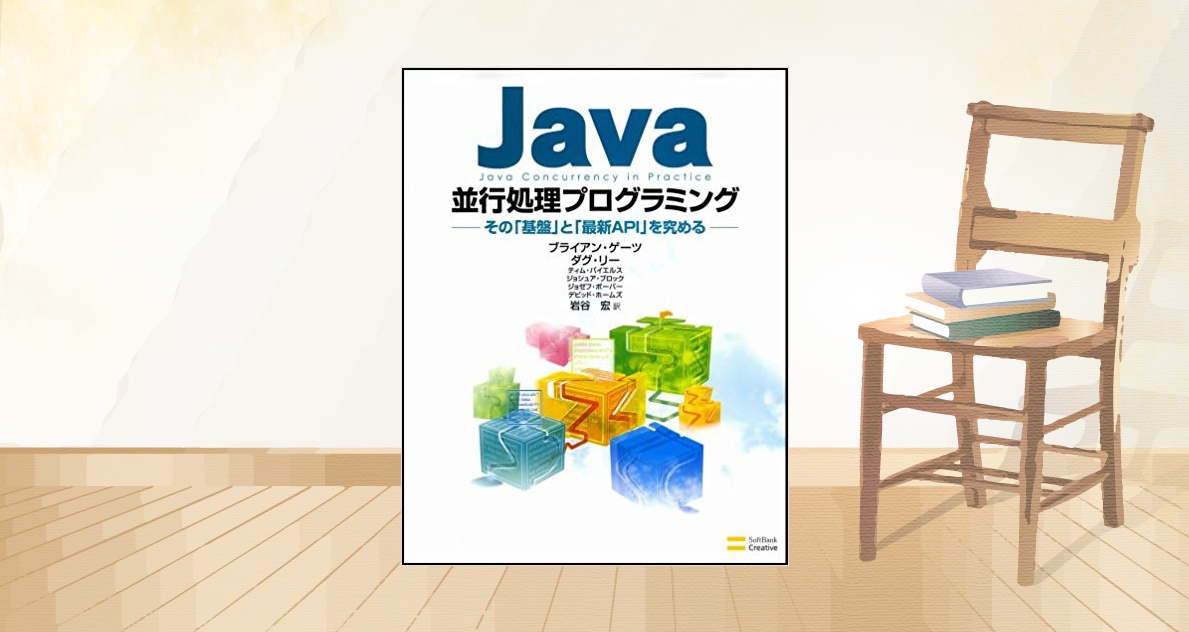 Java
Java Concurrency in Practice
並行処理プログラミング
その「基盤」と「最新API」を究める
ブライアン・ゲーツ
ダグ・リー
ティム・パイエルス
ジョシュア・ブロック
ジョゼフ・ボーバー
デビッド・ホームズ
岩谷 宏 訳
SoftBank
Creative